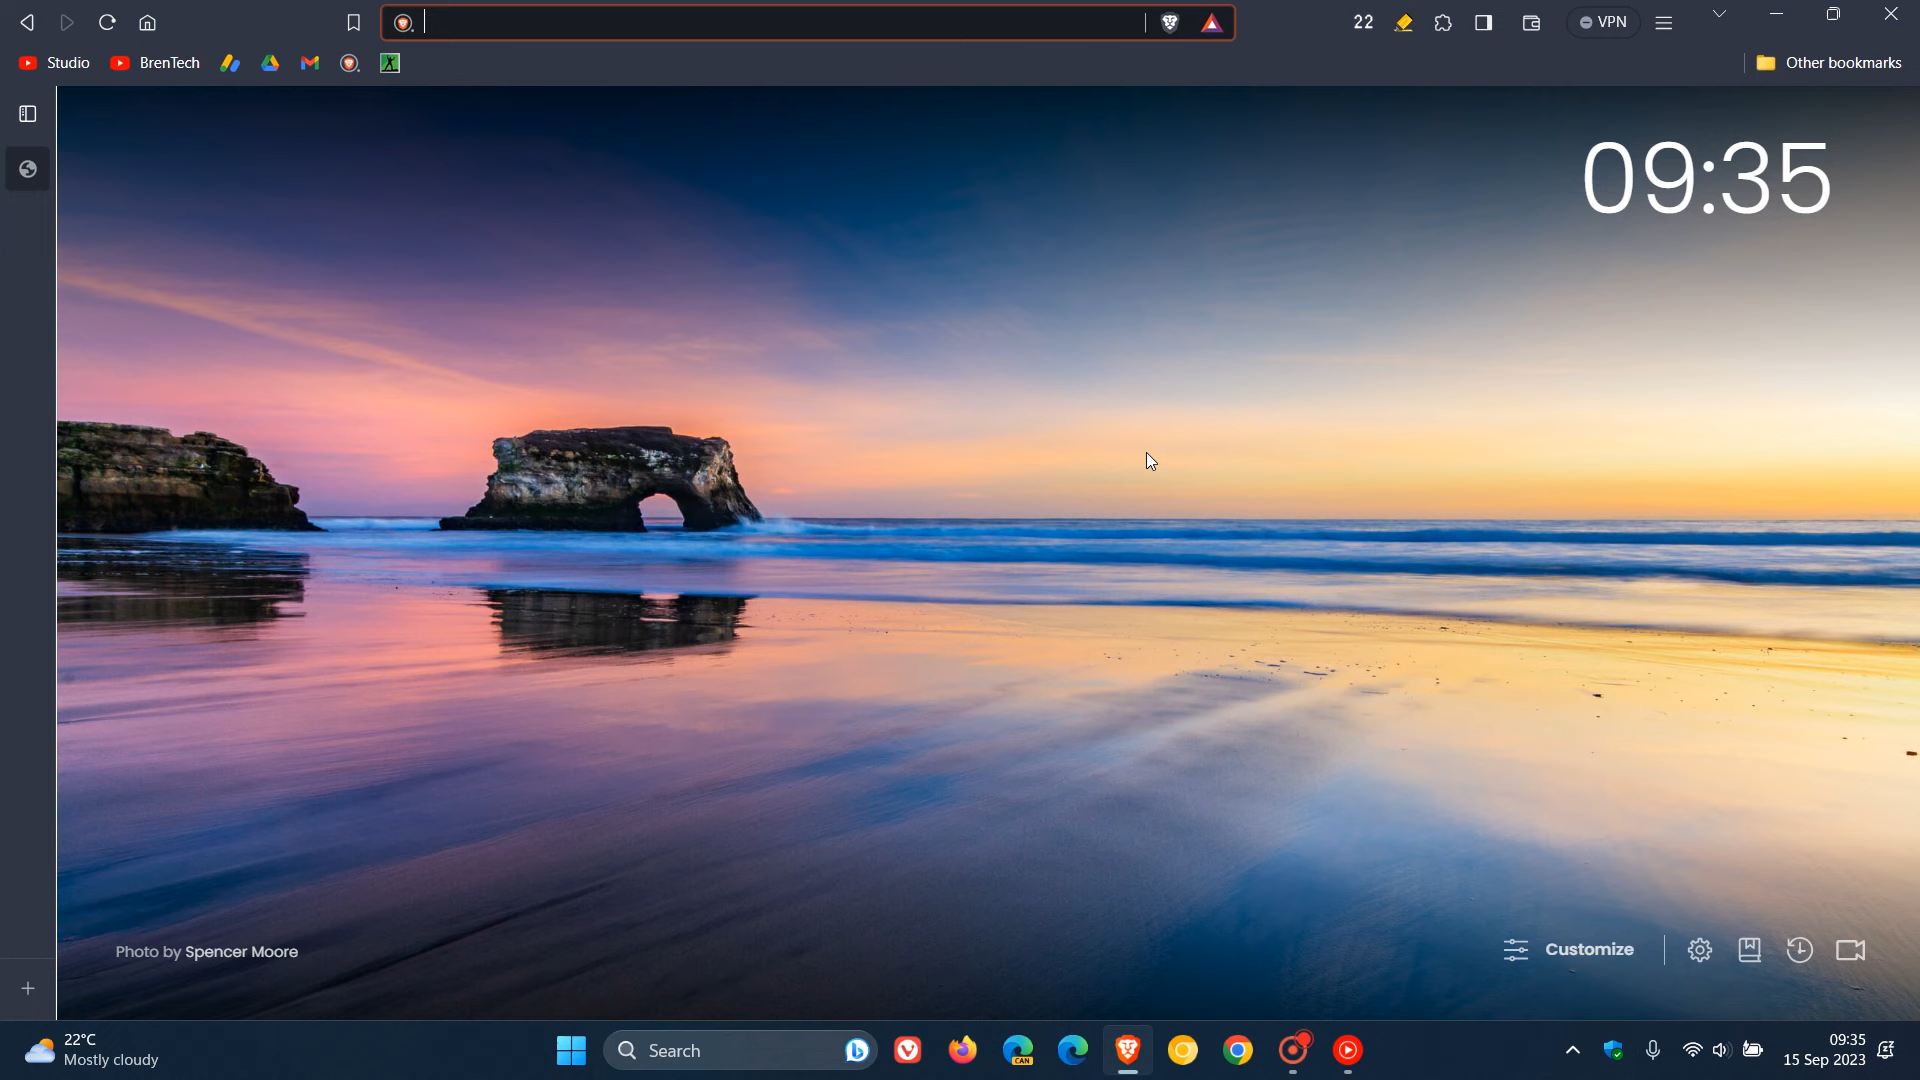 22
VPN
Studio
BrenTech
Other bookmarks
09:35
Photo by Spencer Moore
Customize
22°C
Mostly cloudy
Search
CAN
09:35
15 Sep 2023